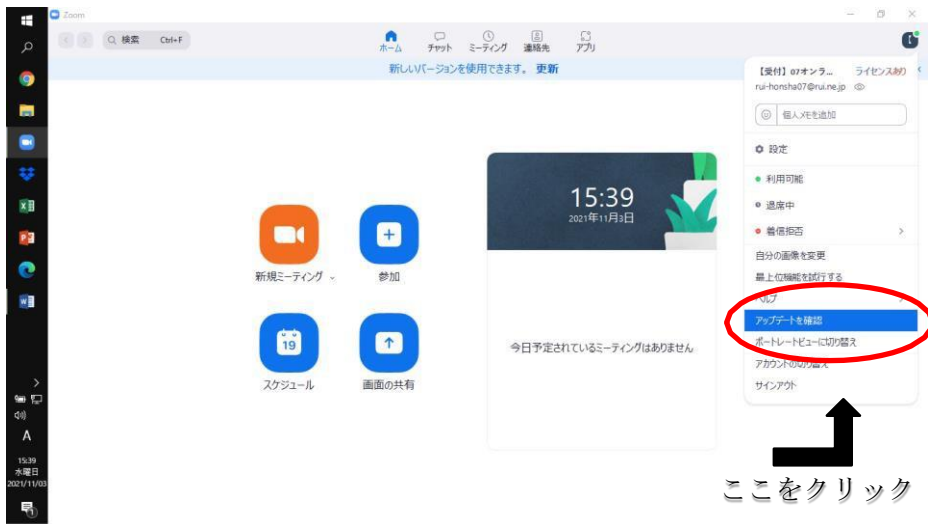 Zoom
検索 Ctrl+F
ホーム
チャット
ミーティング
連絡先
アプリ
新しいバージョンを使用できます。 更新
【受付】07オンラ... ライセンスあり
rui-honsha07@rui.ne.jp
個人メモを追加
設定
利用可能
退席中
着信拒否
自分の画像を変更
最上位機能を試行する
ヘルプ
アップデートを確認
ポートレートビューに切り替え
アカウントの切り替え
サインアウト
15:39
2021年11月3日
新規ミーティング
参加
19
スケジュール
画面の共有
今日予定されているミーティングはありません
A
15:39
水曜日
2021/11/03
ここをクリック